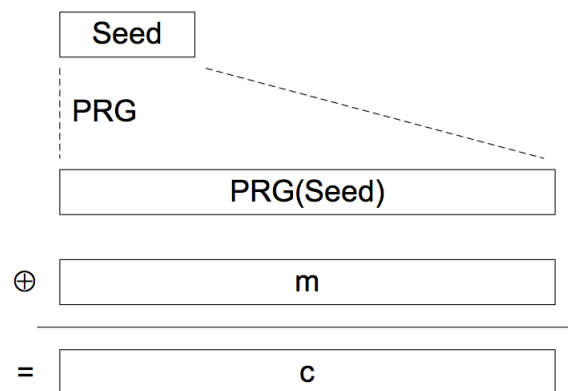 Seed
PRG
PRG(Seed)
⊕ m
= c